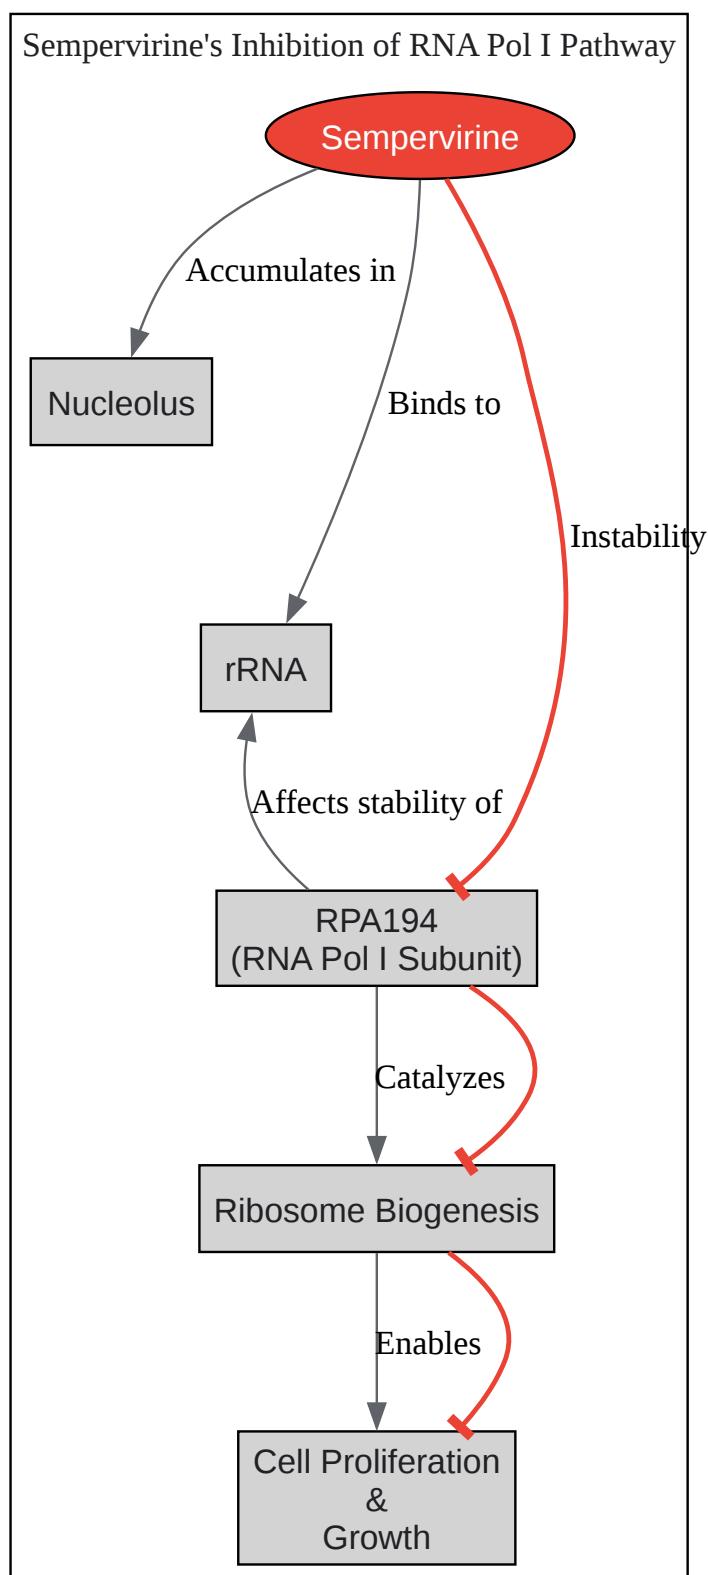 Sempervirine's Inhibition of RNA Pol I Pathway
Sempervirine
Accumulates in
Nucleolus
Binds to
Instability
rRNA
Affects stability of
RPA194
(RNA Pol I Subunit)
Catalyzes
Ribosome Biogenesis
Enables
Cell Proliferation
&
Growth